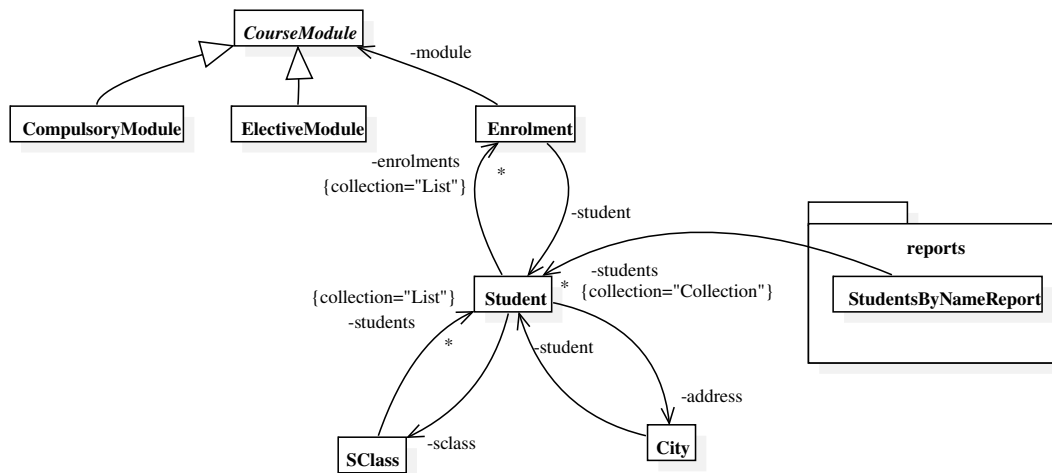 CourseModule
-module
CompulsoryModule
ElectiveModule
Enrolment
-enrolments
*
{collection="List"}
-student
reports
-students
*
{collection="Collection"}
StudentsByNameReport
Student
{collection="List"}
-students
*
-student
-address
-sclass
SClass
City